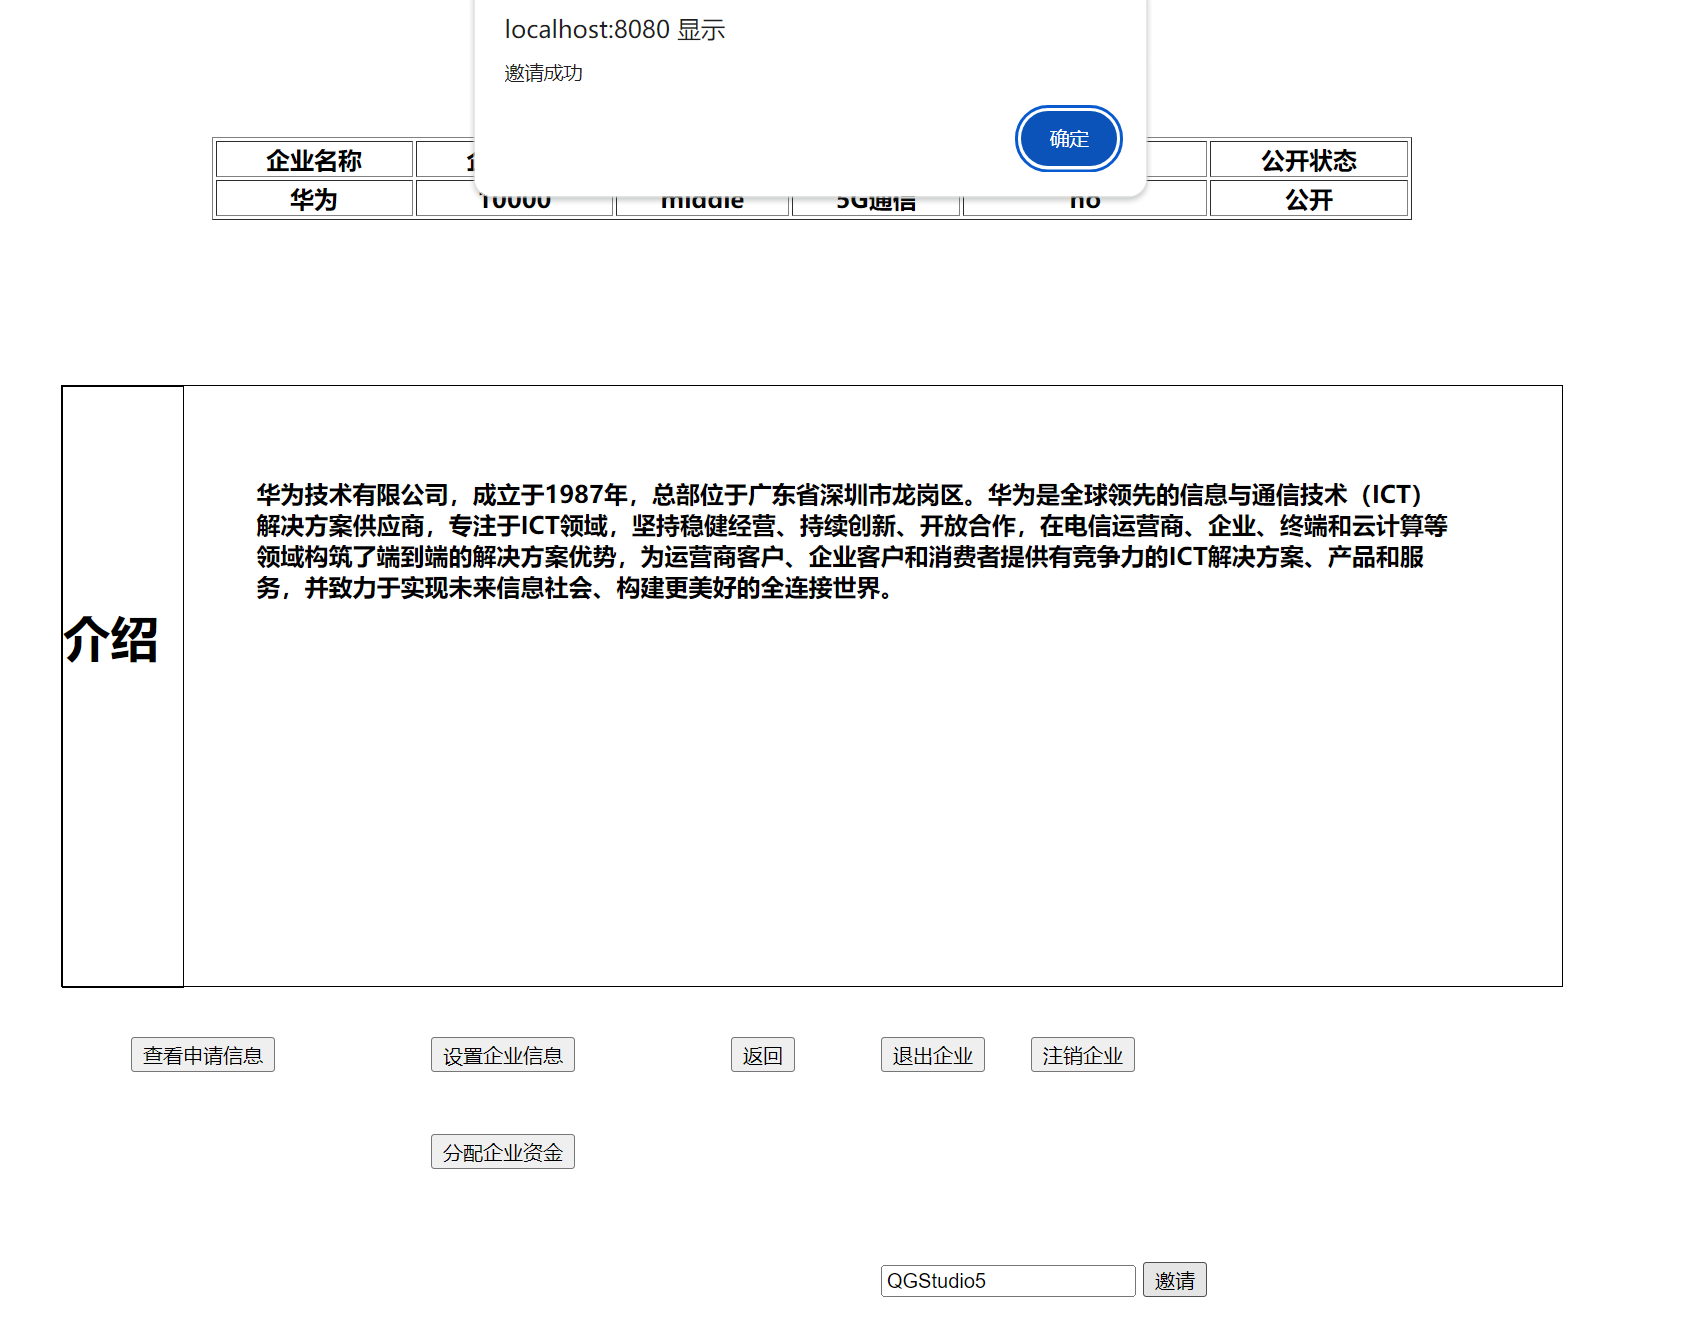 localhost:8080 显示
邀请成功
确定
企业名称 公开状态
华为 10000 middle 5G通信 no 公开
华为技术有限公司，成立于1987年，总部位于广东省深圳市龙岗区。华为是全球领先的信息与通信技术（ICT）
解决方案供应商，专注于ICT领域，坚持稳健经营、持续创新、开放合作，在电信运营商、企业、终端和云计算等
领域构筑了端到端的解决方案优势，为运营商客户、企业客户和消费者提供有竞争力的ICT解决方案、产品和服
务，并致力于实现未来信息社会、构建更美好的全连接世界。
介绍
查看申请信息 设置企业信息 返回 退出企业 注销企业
分配企业资金
QGStudio5 邀请